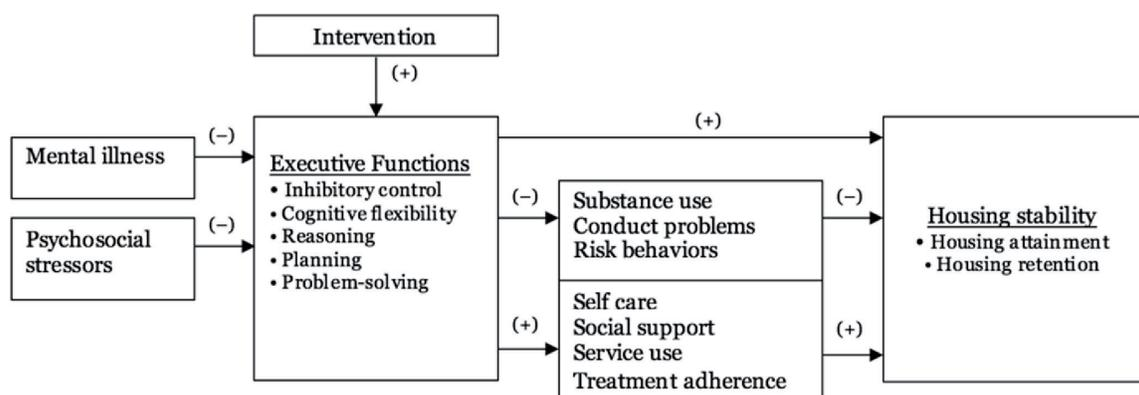 Intervention
(+)
Mental illness
(−)
Psychosocial
stressors
(−)
Executive Functions
• Inhibitory control
• Cognitive flexibility
• Reasoning
• Planning
• Problem-solving
(+)
(−)
Substance use
Conduct problems
Risk behaviors
(−)
(+)
Self care
Social support
Service use
Treatment adherence
(+)
Housing stability
• Housing attainment
• Housing retention